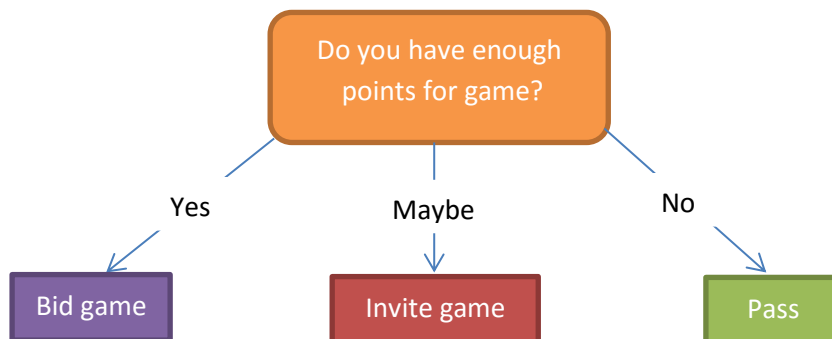 Do you have enough
points for game?
Yes
Maybe
No
Bid game
Invite game
Pass